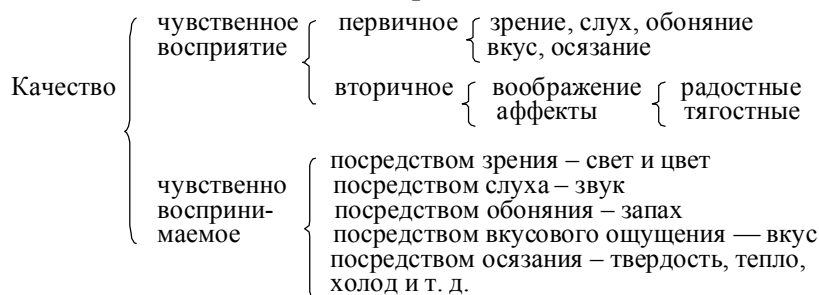 чувственное восприятие
первичное
зрение, слух, обоняние
вкус, осязание
Качество
вторичное
воображение
аффекты
радостные
тягостные
чувственно
восприни-
маемое
посредством зрения – свет и цвет
посредством слуха – звук
посредством обоняния – запах
посредством вкусового ощущения — вкус
посредством осязания – твердость, тепло,
холод и т. д.